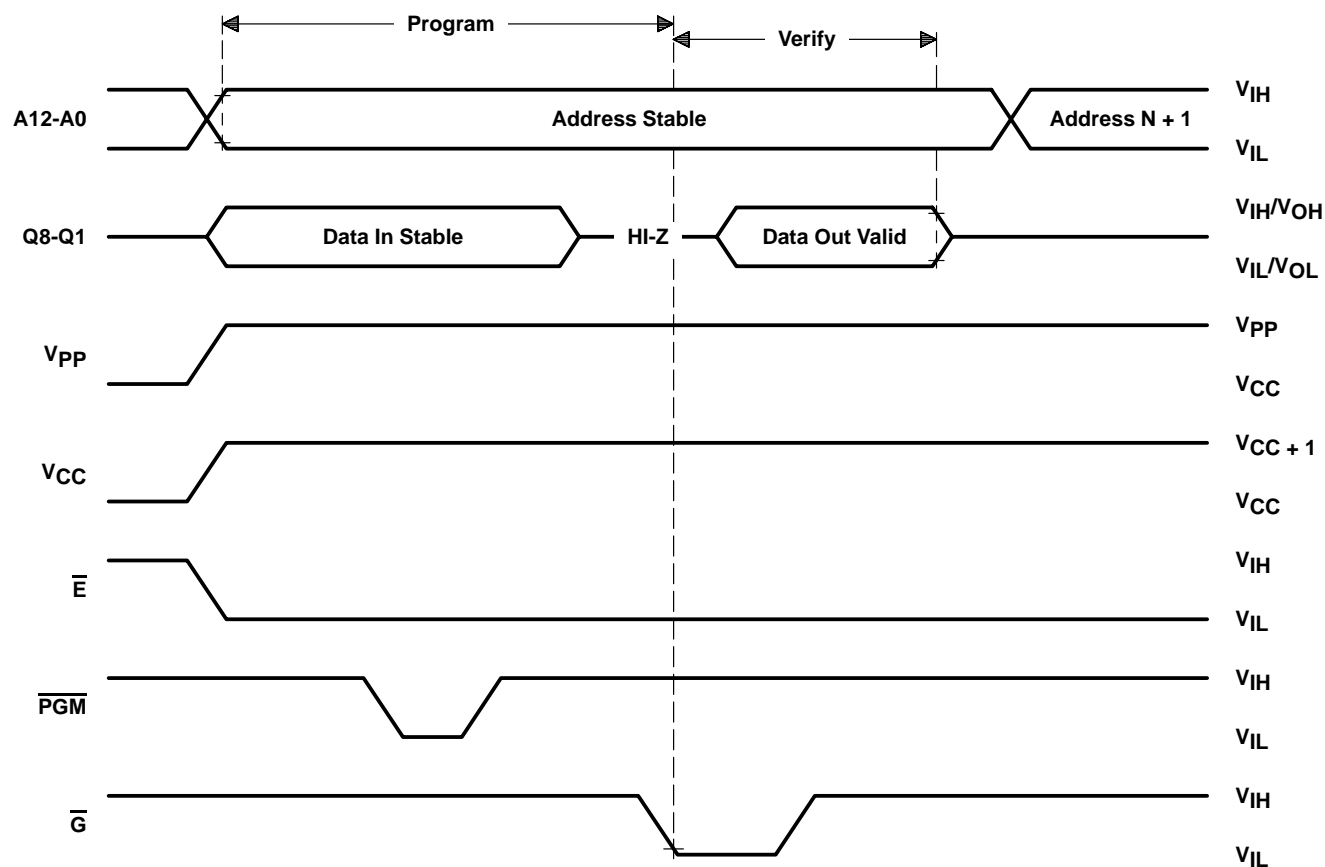 Program
Verify
A12-A0
Address Stable
Address N + 1
VIH
VIL
Q8-Q1
Data In Stable
HI-Z
Data Out Valid
VIH/VOH
VIL/VOL
VPP
VPP
VCC
VCC
VCC + 1
VCC
E
VIH
VIL
PGM
VIH
VIL
G
VIH
VIL